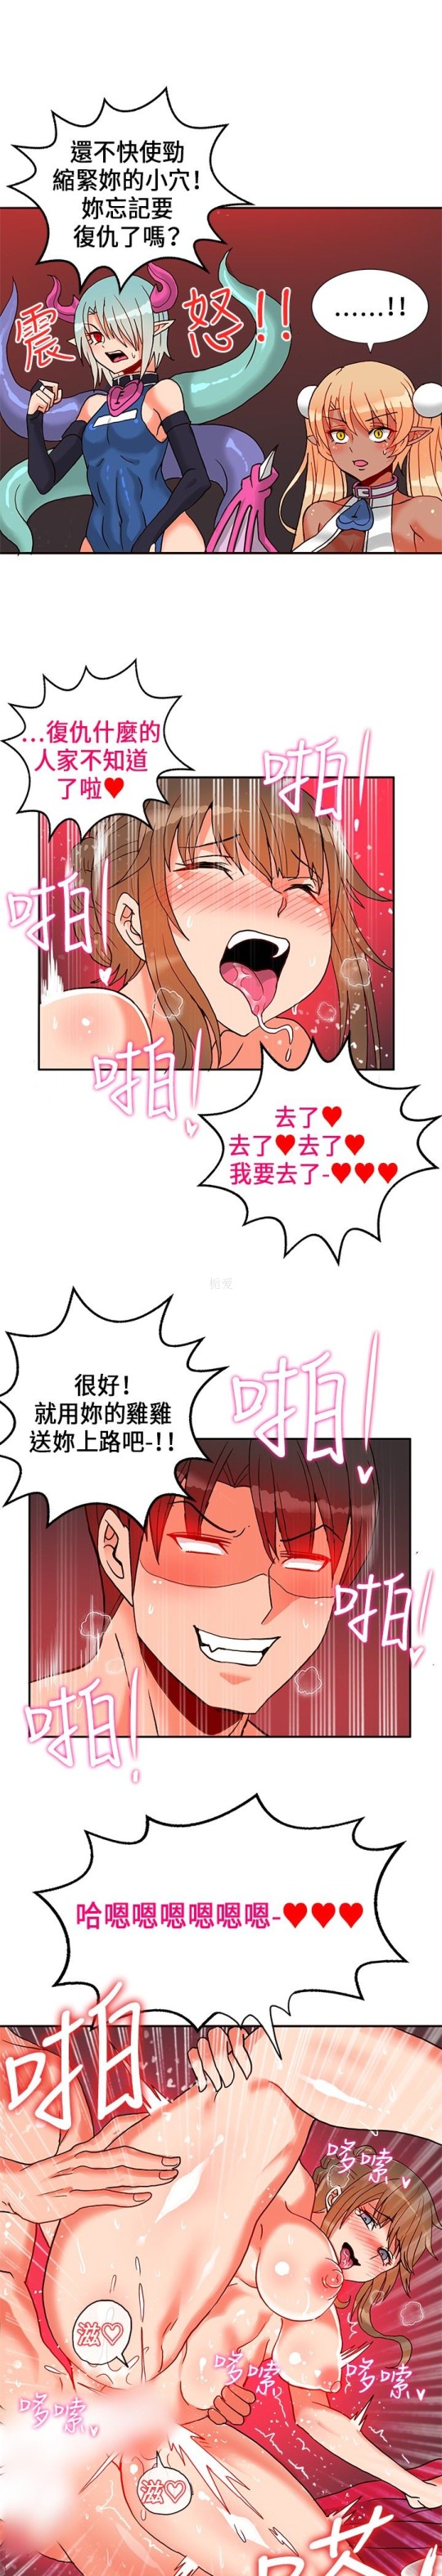 還不快使勁
縮緊妳的小穴!
妳忘記要
復仇了嗎?
震
怒!!
……!!
…復仇什麼的
人家不知道
了啦♥
啪!
啪!
啪!
去了♥
去了♥去了♥
我要去了-♥♥♥
很好!
就用妳的雞雞
送妳上路吧-!!
啪!
啪!
啪!
哈嗯嗯嗯嗯嗯嗯-♥♥♥
啪!
哆嗦
滋♡
哆嗦
哆嗦
哆嗦
滋♡